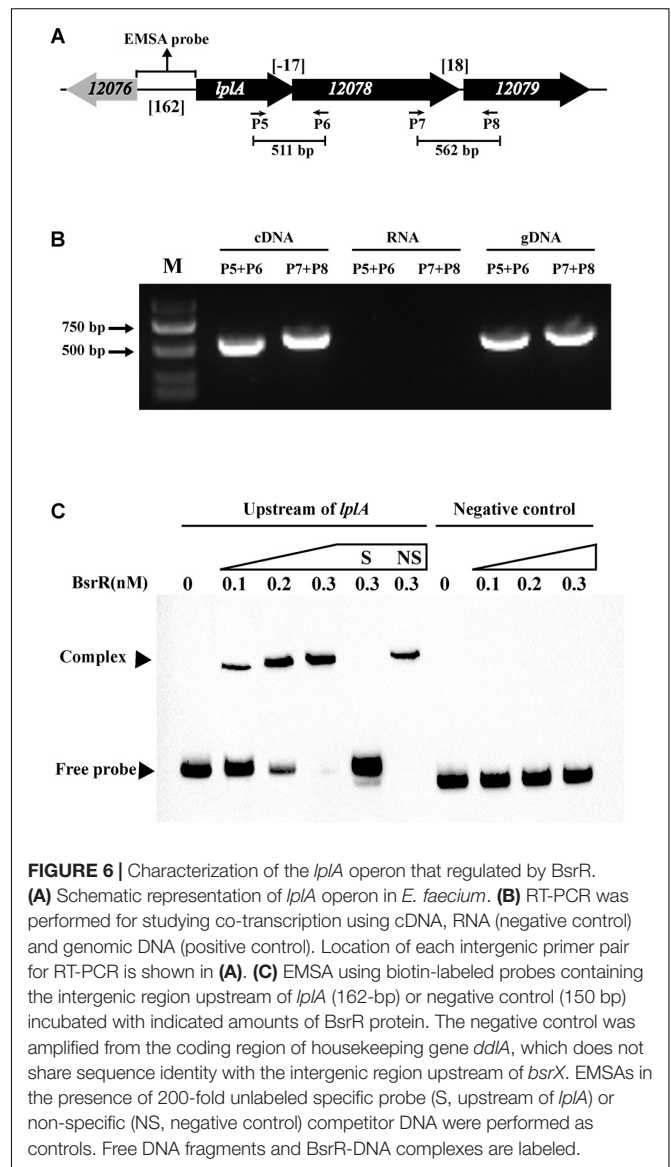 A
EMSA probe
[-17] [18]
12076 lplA 12078 12079
[162]
P5 P6 P7 P8
511 bp 562 bp
B
cDNA RNA gDNA
M P5+P6 P7+P8 P5+P6 P7+P8 P5+P6 P7+P8
750 bp
500 bp
C
Upstream of lplA Negative control
S NS
BsrR(nM) 0 0.1 0.2 0.3 0.3 0.3 0 0.1 0.2 0.3
Complex
Free probe
FIGURE 6 | Characterization of the lplA operon that regulated by BsrR.
(A) Schematic representation of lplA operon in E. faecium. (B) RT-PCR was
performed for studying co-transcription using cDNA, RNA (negative control)
and genomic DNA (positive control). Location of each intergenic primer pair
for RT-PCR is shown in (A). (C) EMSA using biotin-labeled probes containing
the intergenic region upstream of lplA (162-bp) or negative control (150 bp)
incubated with indicated amounts of BsrR protein. The negative control was
amplified from the coding region of housekeeping gene ddlA, which does not
share sequence identity with the intergenic region upstream of bsrX. EMSAs in
the presence of 200-fold unlabeled specific probe (S, upstream of lplA) or
non-specific (NS, negative control) competitor DNA were performed as
controls. Free DNA fragments and BsrR-DNA complexes are labeled.